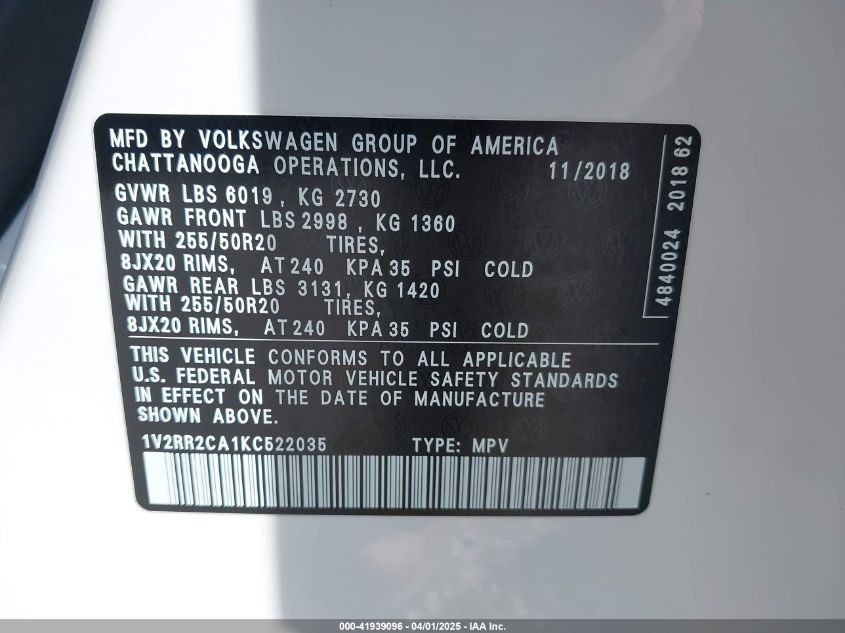 MFD BY VOLKSWAGEN GROUP OF AMERICA
CHATTANOOGA OPERATIONS, LLC. 11/2018
GVWR LBS 6019, KG 2730
GAWR FRONT LBS 2998, KG 1360
WITH 255/50R20 TIRES,
8JX20 RIMS, AT 240 KPA 35 PSI COLD
GAWR REAR LBS 3131, KG 1420
WITH 255/50R20 TIRES,
8JX20 RIMS, AT 240 KPA 35 PSI COLD
THIS VEHICLE CONFORMS TO ALL APPLICABLE
U.S. FEDERAL MOTOR VEHICLE SAFETY STANDARDS
IN EFFECT ON THE DATE OF MANUFACTURE
SHOWN ABOVE.
1V2RR2CA1KC522035 TYPE: MPV
4840024 2018 62
000-41939096 - 04/01/2025 - IAA Inc.